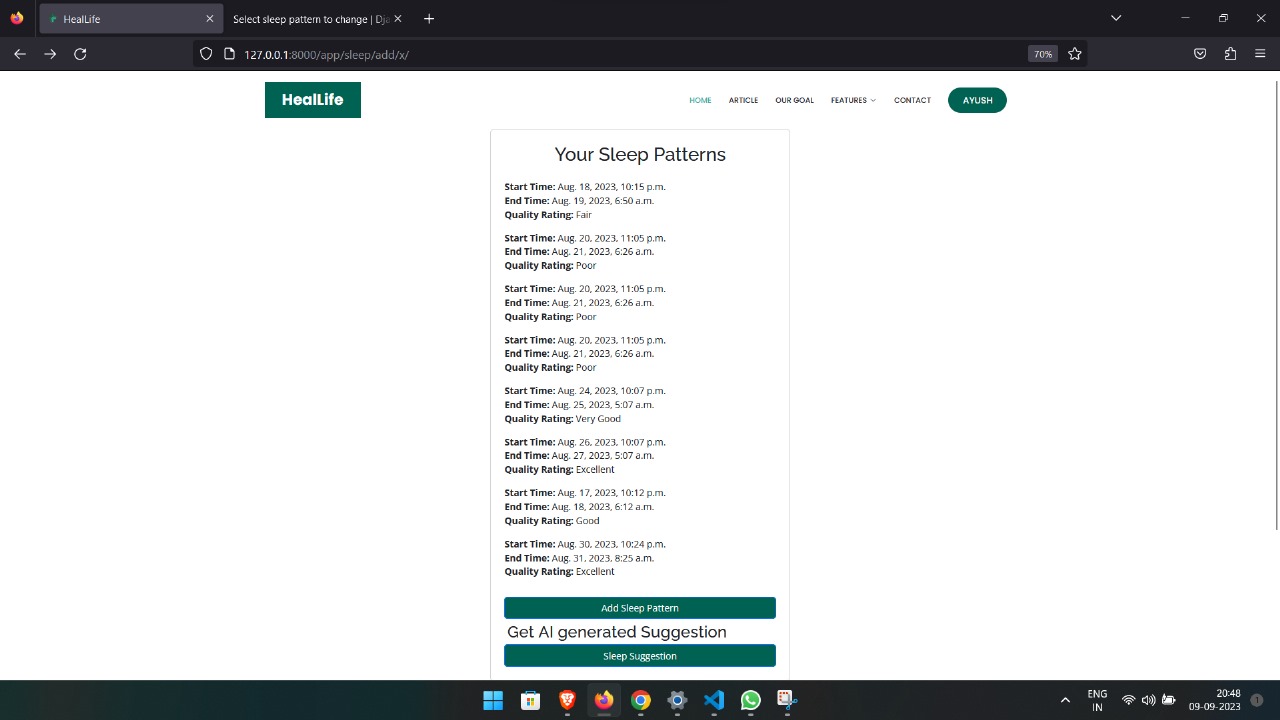 HealLife
Select sleep pattern to change | Dja
127.0.0.1:8000/app/sleep/add/x/
70%
HealLife
HOME
ARTICLE
OUR GOAL
FEATURES
CONTACT
AYUSH
Your Sleep Patterns
Start Time: Aug. 18, 2023, 10:15 p.m.
End Time: Aug. 19, 2023, 6:50 a.m.
Quality Rating: Fair
Start Time: Aug. 20, 2023, 11:05 p.m.
End Time: Aug. 21, 2023, 6:26 a.m.
Quality Rating: Poor
Start Time: Aug. 20, 2023, 11:05 p.m.
End Time: Aug. 21, 2023, 6:26 a.m.
Quality Rating: Poor
Start Time: Aug. 20, 2023, 11:05 p.m.
End Time: Aug. 21, 2023, 6:26 a.m.
Quality Rating: Poor
Start Time: Aug. 24, 2023, 10:07 p.m.
End Time: Aug. 25, 2023, 5:07 a.m.
Quality Rating: Very Good
Start Time: Aug. 26, 2023, 10:07 p.m.
End Time: Aug. 27, 2023, 5:07 a.m.
Quality Rating: Excellent
Start Time: Aug. 17, 2023, 10:12 p.m.
End Time: Aug. 18, 2023, 6:12 a.m.
Quality Rating: Good
Start Time: Aug. 30, 2023, 10:24 p.m.
End Time: Aug. 31, 2023, 8:25 a.m.
Quality Rating: Excellent
Add Sleep Pattern
Get AI generated Suggestion
Sleep Suggestion
ENG
IN
20:48
09-09-2023
1